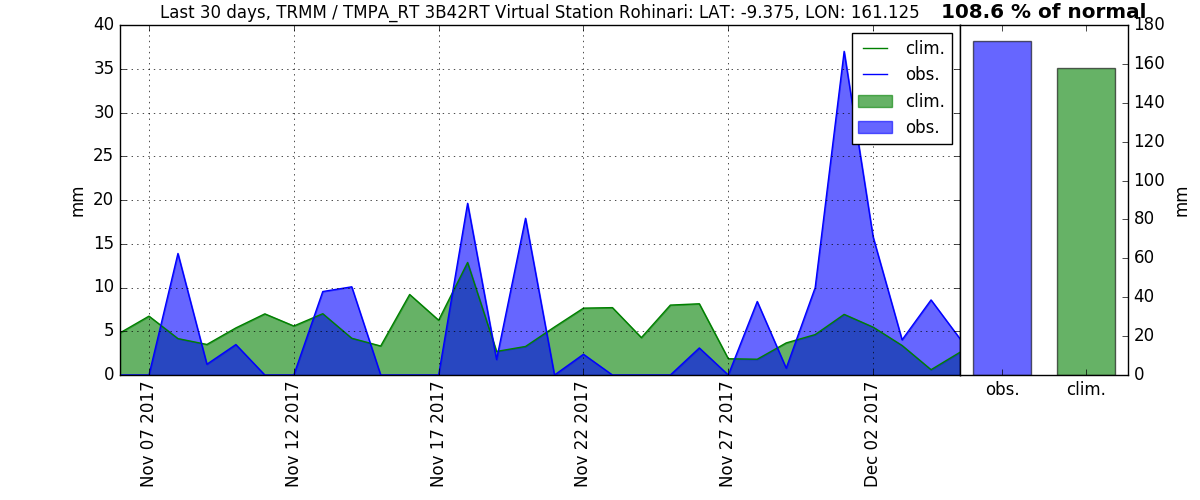 Last 30 days, TRMM / TMPA_RT 3B42RT Virtual Station Rohinari: LAT: -9.375, LON: 161.125
108.6 % of normal
40
35
30
25
20
15
10
5
0
mm
clim.
obs.
clim.
obs.
Nov 07 2017
Nov 12 2017
Nov 17 2017
Nov 22 2017
Nov 27 2017
Dec 02 2017
180
160
140
120
100
80
60
40
20
0
mm
obs.
clim.